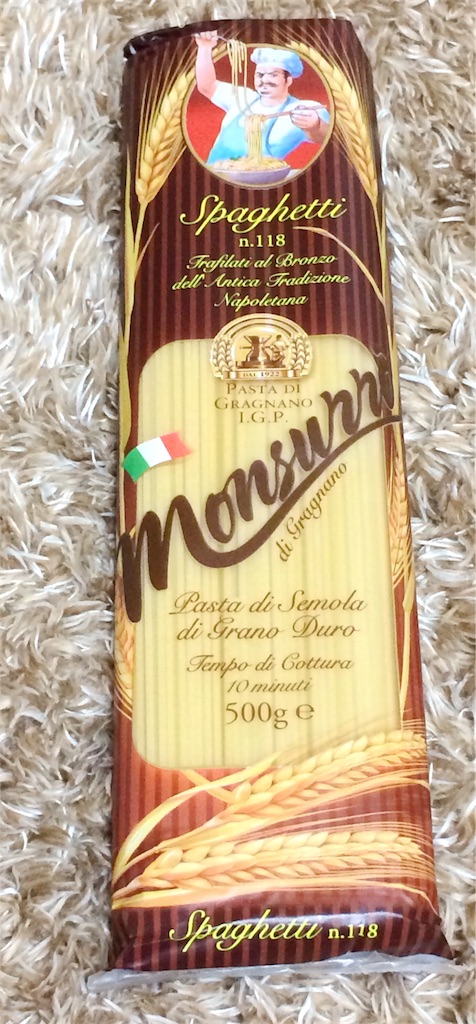 Spaghetti
n.118
Trafilati al Bronzo
dell'Antica Tradizione
Napoletana
DAL 1922
PASTA DI
GRAGNANO
I.G.P.
Monsurrò
di Gragnano
Pasta di Semola
di Grano Duro
Tempo di Cottura
10 minuti
500g e
Spaghetti n.118